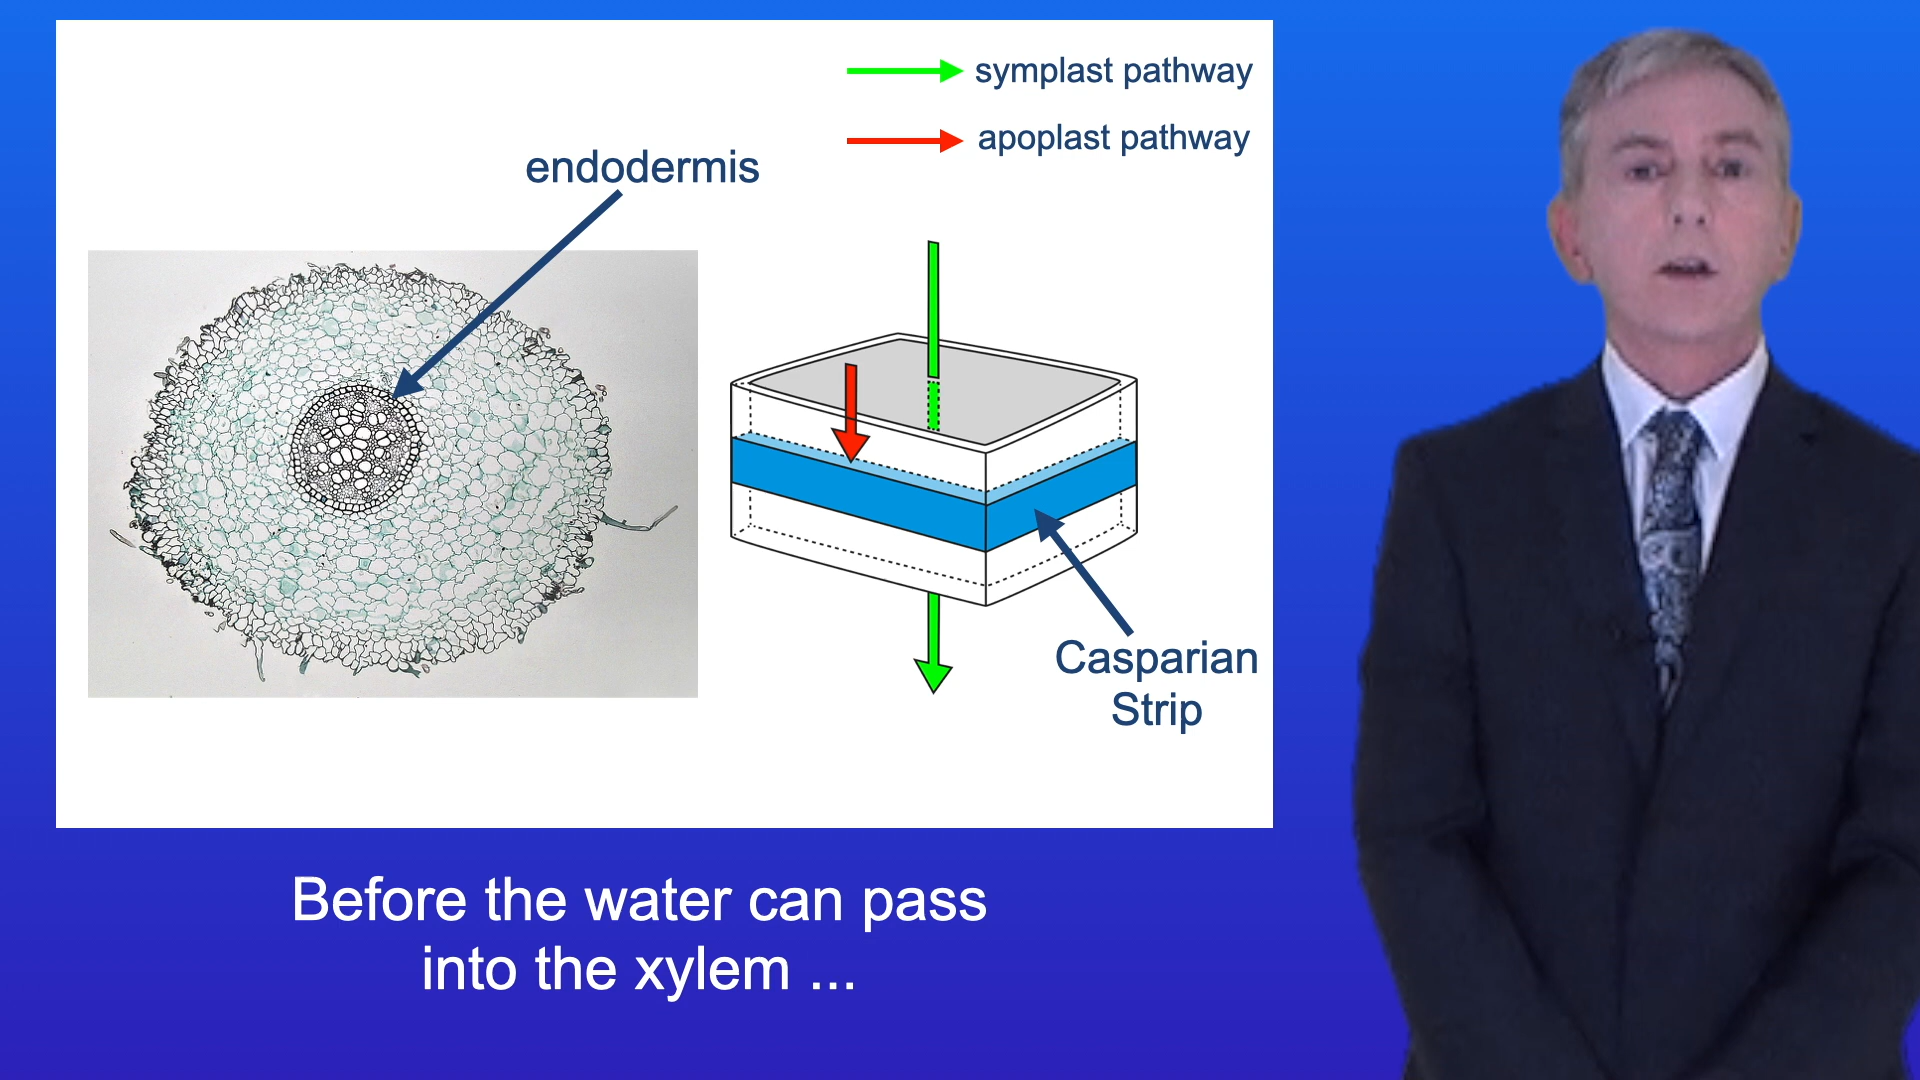 symplast pathway
apoplast pathway
endodermis
Casparian
Strip
Before the water can pass
into the xylem ...